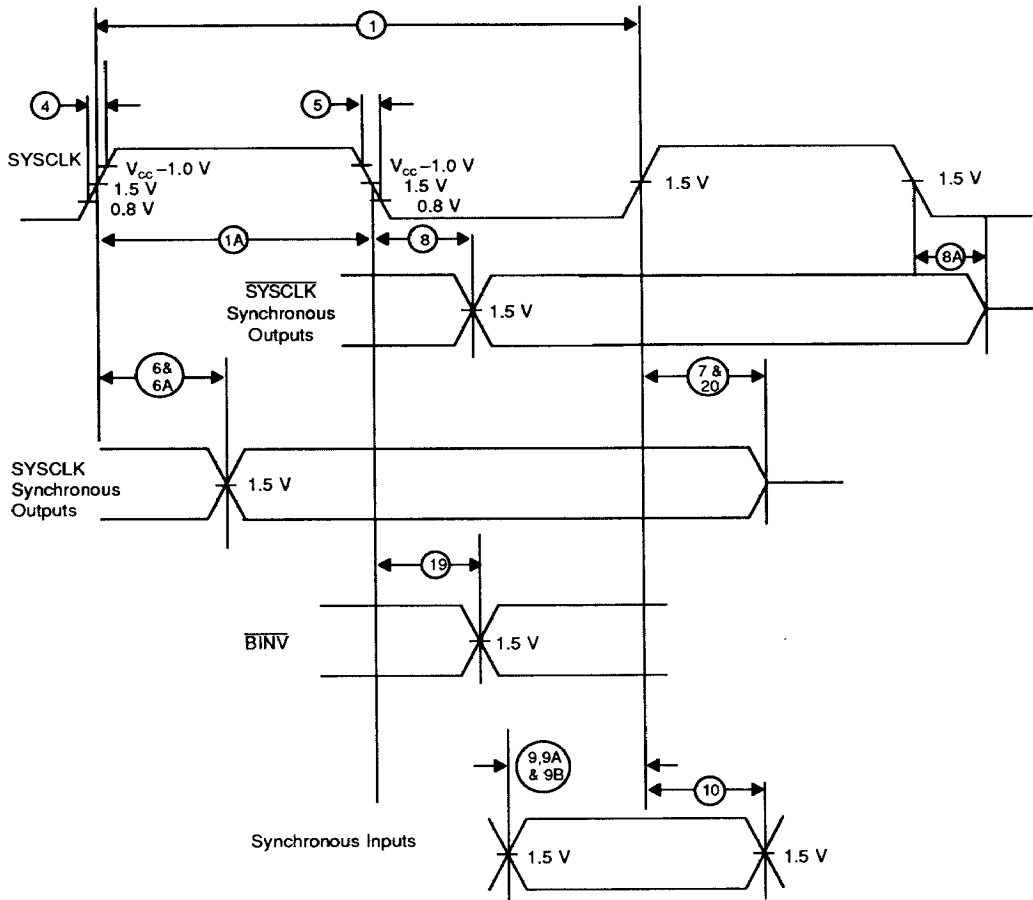 1
4
5
SYSCLK
V_CC–1.0 V
1.5 V
0.8 V
V_CC–1.0 V
1.5 V
0.8 V
1.5 V
1.5 V
1A
8
8A
SYSCLK
Synchronous
Outputs
1.5 V
6 &
6A
7 &
20
SYSCLK
Synchronous
Outputs
1.5 V
19
BINV
1.5 V
9,9A
& 9B
10
Synchronous Inputs
1.5 V
1.5 V